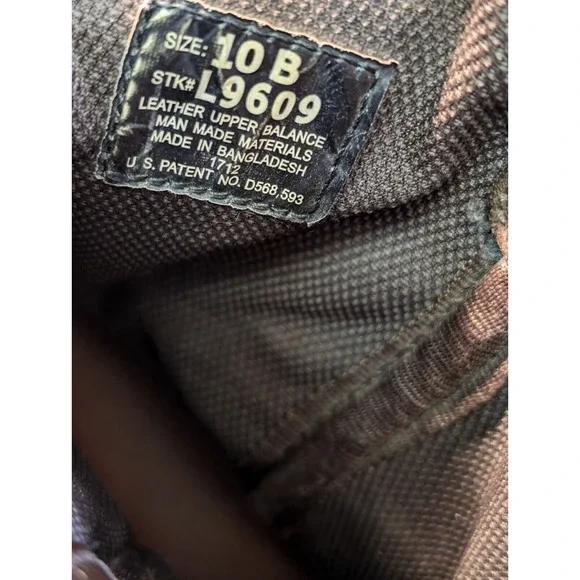 SIZE: 10 B
STK# L9609
LEATHER UPPER BALANCE
MAN MADE MATERIALS
MADE IN BANGLADESH
1712
U.S. PATENT NO. D568,593